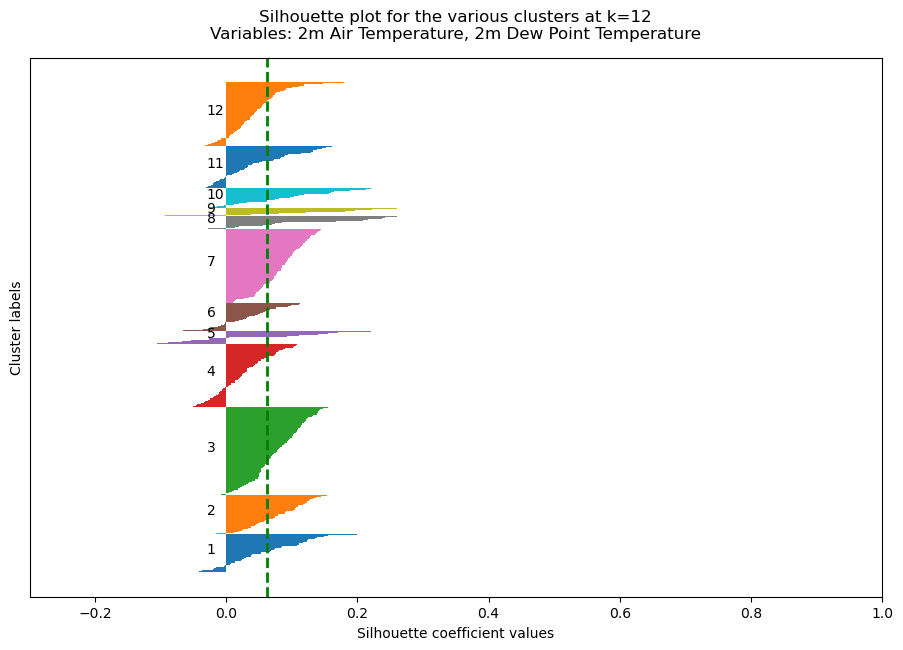 Silhouette plot for the various clusters at k=12
Variables: 2m Air Temperature, 2m Dew Point Temperature
12
11
10
9
8
7
6
5
4
3
2
1
Cluster labels
−0.2 0.0 0.2 0.4 0.6 0.8 1.0
Silhouette coefficient values